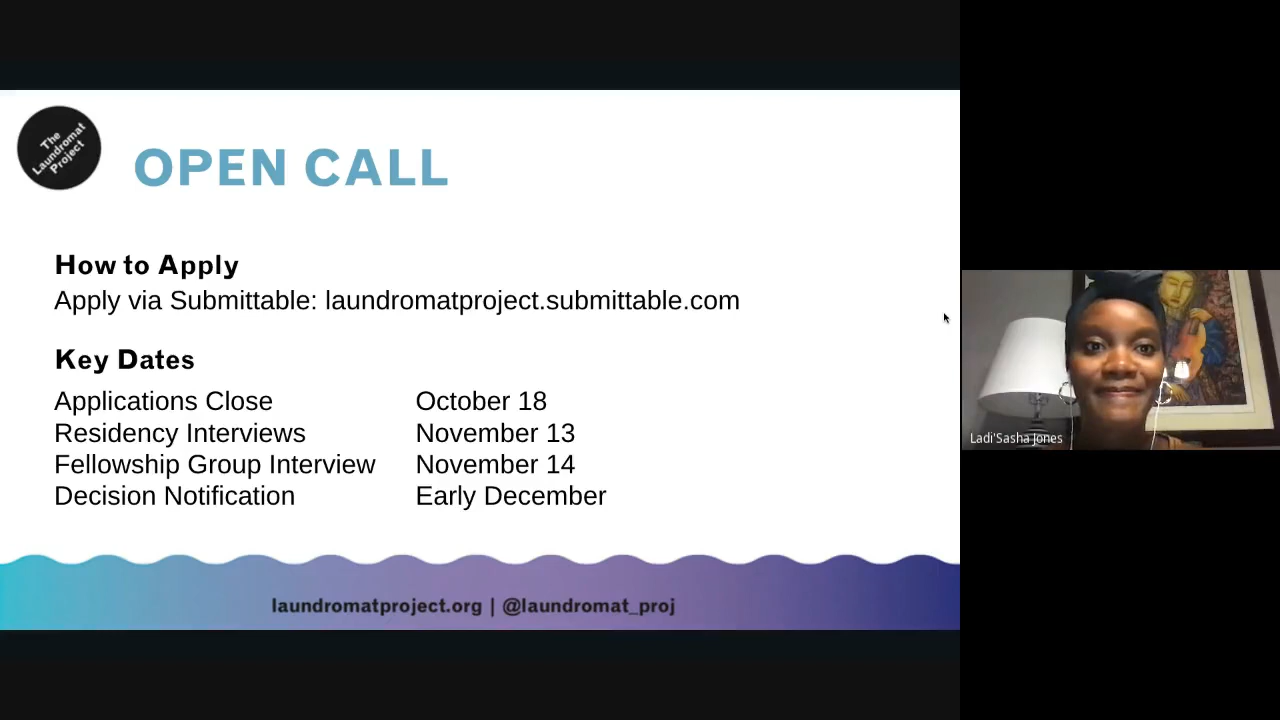 The
Laundromat
Project
OPEN CALL
How to Apply
Apply via Submittable: laundromatproject.submittable.com
Key Dates
Applications Close October 18
Residency Interviews November 13
Fellowship Group Interview November 14
Decision Notification Early December
laundromatproject.org | @laundromat_proj
Ladi'Sasha Jones